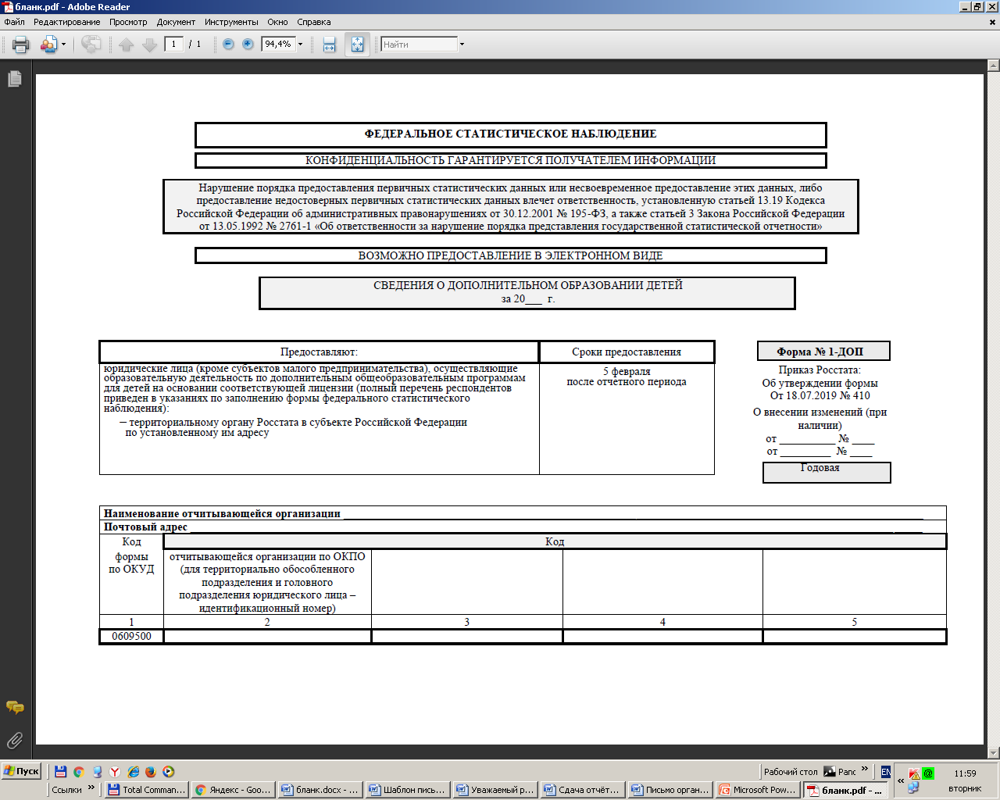 бланк.pdf - Adobe Reader
Файл Редактирование Просмотр Документ Инструменты Окно Справка
1 / 1 94,4% Найти
ФЕДЕРАЛЬНОЕ СТАТИСТИЧЕСКОЕ НАБЛЮДЕНИЕ
КОНФИДЕНЦИАЛЬНОСТЬ ГАРАНТИРУЕТСЯ ПОЛУЧАТЕЛЕМ ИНФОРМАЦИИ
Нарушение порядка предоставления первичных статистических данных или несвоевременное предоставление этих данных, либо
предоставление недостоверных первичных статистических данных влечет ответственность, установленную статьей 13.19 Кодекса
Российской Федерации об административных правонарушениях от 30.12.2001 № 195-ФЗ, а также статьей 3 Закона Российской Федерации
от 13.05.1992 № 2761-1 «Об ответственности за нарушение порядка представления государственной статистической отчетности»
ВОЗМОЖНО ПРЕДОСТАВЛЕНИЕ В ЭЛЕКТРОННОМ ВИДЕ
СВЕДЕНИЯ О ДОПОЛНИТЕЛЬНОМ ОБРАЗОВАНИИ ДЕТЕЙ
за 20___ г.
Предоставляют:
Сроки предоставления
юридические лица (кроме субъектов малого предпринимательства), осуществляющие
образовательную деятельность по дополнительным общеобразовательным программам
для детей на основании соответствующей лицензии (полный перечень респондентов
приведен в указаниях по заполнению формы федерального статистического
наблюдения):
– территориальному органу Росстата в субъекте Российской Федерации
по установленному им адресу
5 февраля
после отчетного периода
Форма № 1-ДОП
Приказ Росстата:
Об утверждении формы
От 18.07.2019 № 410
О внесении изменений (при
наличии)
от __________ № ____
от _________ № ____
Годовая
Наименование отчитывающейся организации ____________________
Почтовый адрес ____________________
Код
формы
по ОКУД
Код
отчитывающейся организации по ОКПО
(для территориально обособленного
подразделения и головного
подразделения юридического лица –
идентификационный номер)
1 2 3 4 5
0609500
Пуск
Рабочий стол
Panc
EN
11:59
вторник
Ссылки
Total Comman...
Яндекс - Goo...
бланк.docx - ...
Шаблон пись...
Уважаемый р...
Сдача отчёт...
Письмо орган...
Microsoft Pow...
бланк.pdf - ...